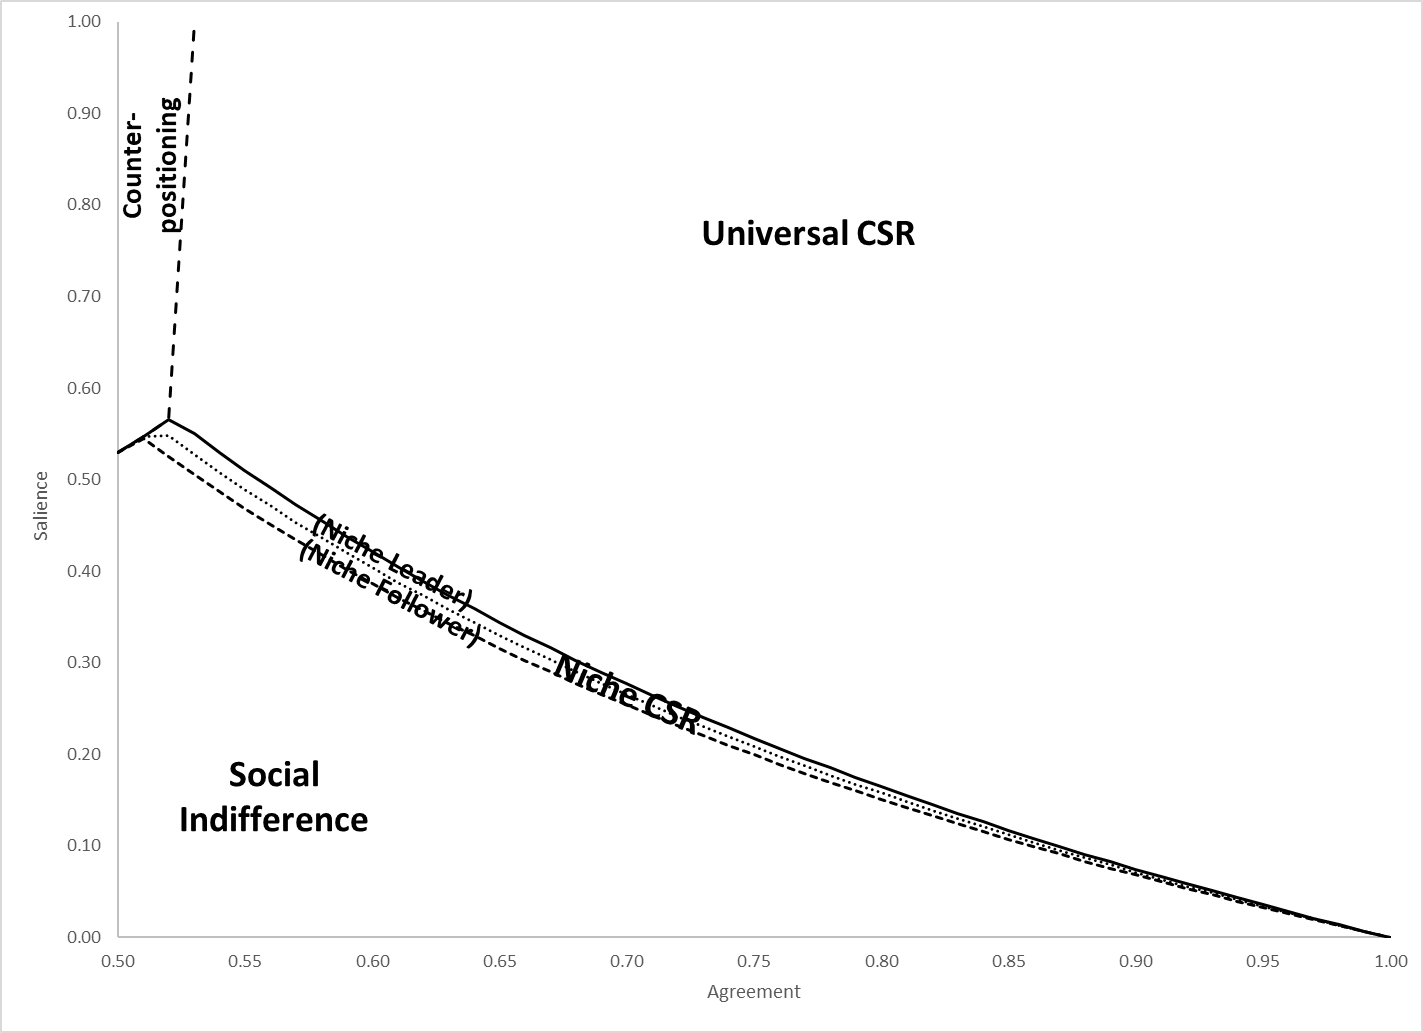 1.00
0.90
0.80
0.70
0.60
0.50
0.40
0.30
0.20
0.10
0.00
Salience
Counter-
positioning
Universal CSR
(Niche Leader)
(Niche Follower)
Niche CSR
Social
Indifference
0.50 0.55 0.60 0.65 0.70 0.75 0.80 0.85 0.90 0.95 1.00
Agreement